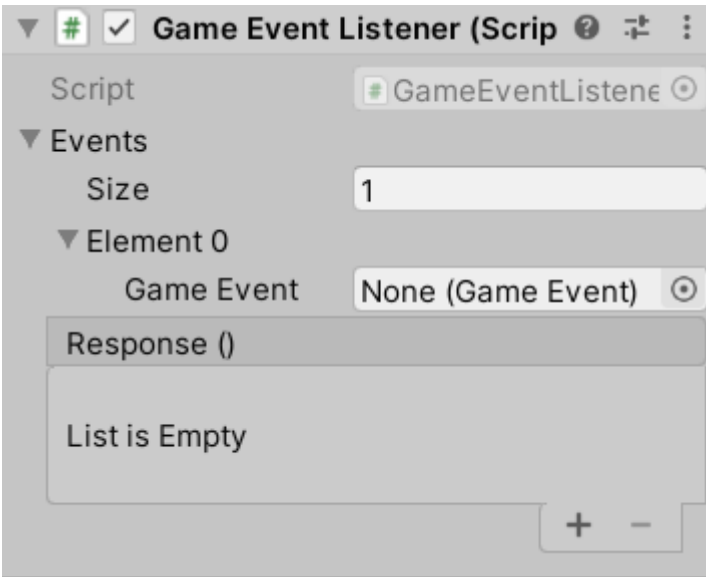 Game Event Listener (Scrip
Script GameEventListene
Events
Size 1
Element 0
Game Event None (Game Event)
Response ()
List is Empty